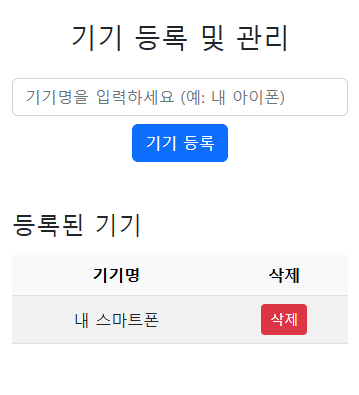 기기 등록 및 관리
기기명을 입력하세요 (예: 내 아이폰)
기기 등록
등록된 기기
기기명 삭제
내 스마트폰 삭제